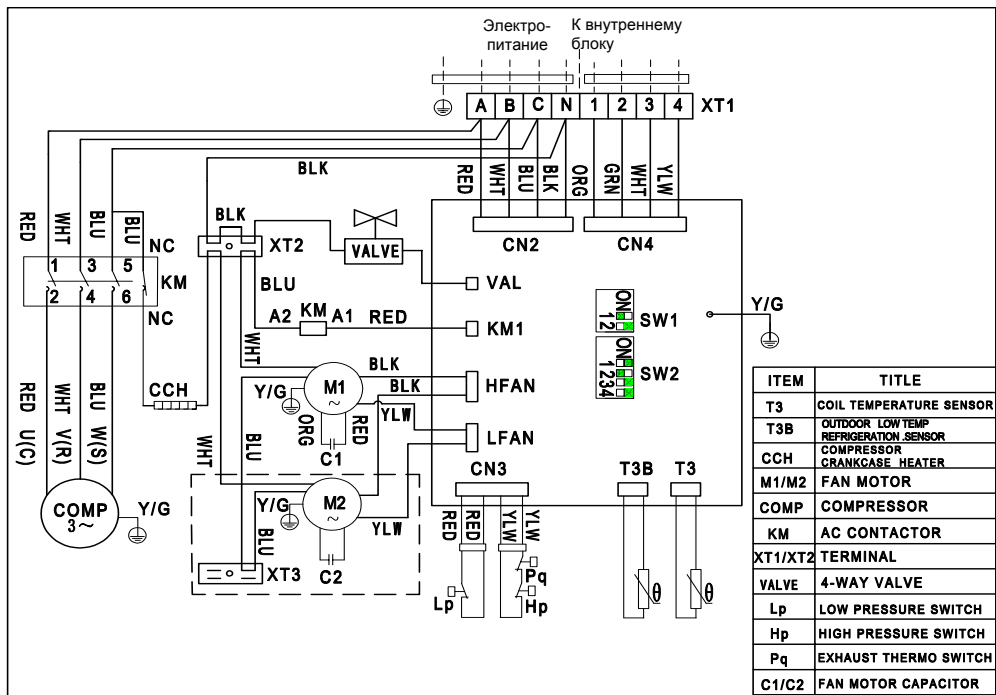 Электро-
питание
К внутреннему
блоку
A B C N 1 2 3 4 XT1
BLK
RED WHT BLU BLK ORG GRN WHT YLW
RED WHT BLU BLU
NC
1 3 5
KM
2 4 6
NC
BLK
XT2
VALVE
BLU
A2 KM A1 RED
WHT
CN2 CN4
VAL
KM1
HFAN
LFAN
ON
1 2
SW1
ON
1 2 3 4
SW2
Y/G
CCH
M1
~
Y/G
BLK
BLK
YLW
ORG
RED
C1
RED U(C)
WHT V(R)
BLU W(S)
COMP
3~
Y/G
WHT
BLU
M2
~
Y/G
YLW
BLU
C2
XT3
CN3
RED RED YLW YLW
Lp
Pq
Hp
T3B T3
θ θ
ITEM TITLE
T3 COIL TEMPERATURE SENSOR
T3B OUTDOOR LOW TEMP
REFRIGERATION .SENSOR
CCH COMPRESSOR
CRANKCASE HEATER
M1/M2 FAN MOTOR
COMP COMPRESSOR
KM AC CONTACTOR
XT1/XT2 TERMINAL
VALVE 4-WAY VALVE
Lp LOW PRESSURE SWITCH
Hp HIGH PRESSURE SWITCH
Pq EXHAUST THERMO SWITCH
C1/C2 FAN MOTOR CAPACITOR